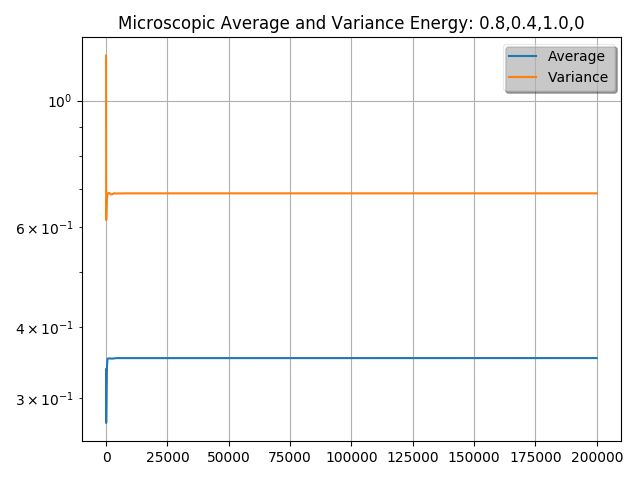 Microscopic Average and Variance Energy: 0.8,0.4,1.0,0
Average
Variance
10⁰
6 × 10⁻¹
4 × 10⁻¹
3 × 10⁻¹
0 25000 50000 75000 100000 125000 150000 175000 200000